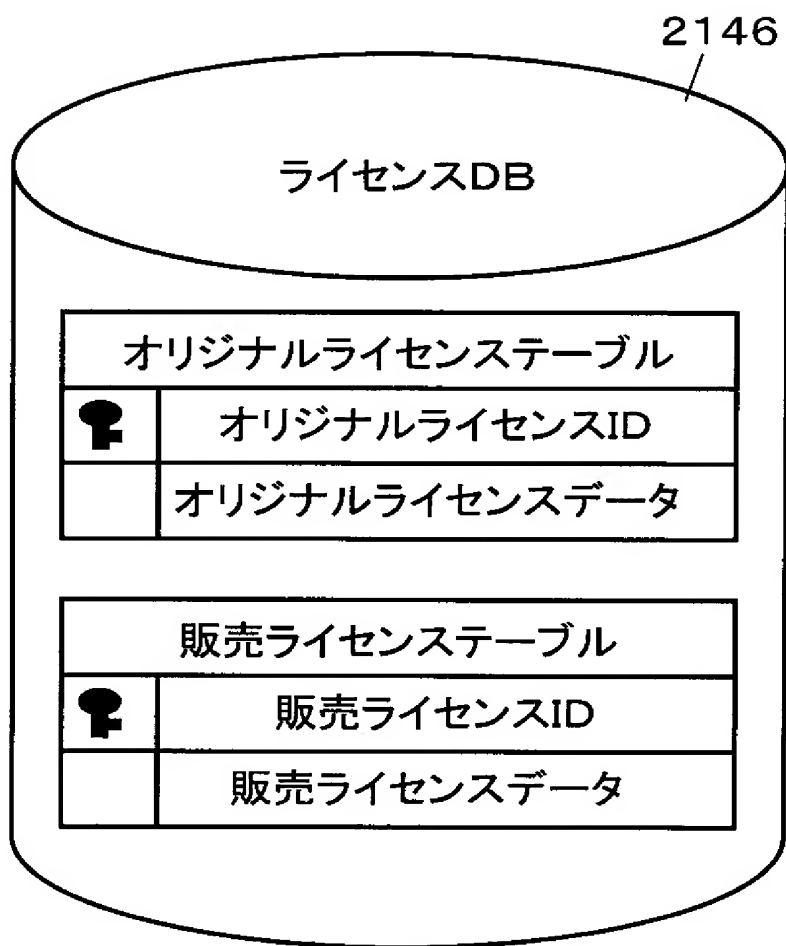 2146
ライセンスDB
オリジナルライセンステーブル
オリジナルライセンスID
オリジナルライセンスデータ
販売ライセンステーブル
販売ライセンスID
販売ライセンスデータ